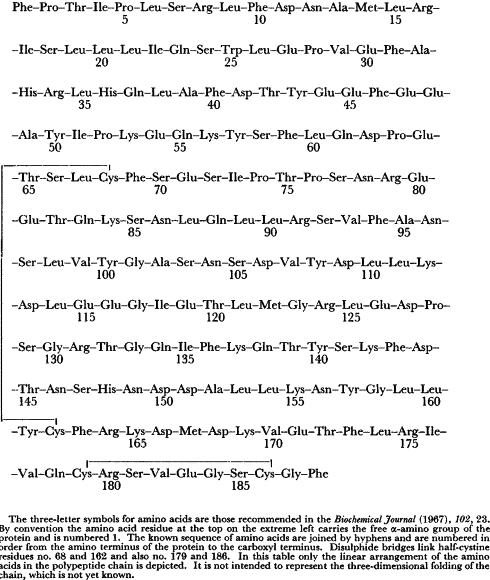 Phe-Pro-Thr-Ile-Pro-Leu-Ser-Arg-Leu-Phe-Asp-Asn-Ala-Met-Leu-Arg-
5 10 15
-Ile-Ser-Leu-Leu-Leu-Ile-Gln-Ser-Trp-Leu-Glu-Pro-Val-Glu-Phe-Ala-
20 25 30
-His-Arg-Leu-His-Gln-Leu-Ala-Phe-Asp-Thr-Tyr-Glu-Glu-Phe-Glu-Glu-
35 40 45
-Ala-Tyr-Ile-Pro-Lys-Glu-Gln-Lys-Tyr-Ser-Phe-Leu-Gln-Asp-Pro-Glu-
50 55 60
-Thr-Ser-Leu-Cys-Phe-Ser-Glu-Ser-Ile-Pro-Thr-Pro-Ser-Asn-Arg-Glu-
65 70 75 80
-Glu-Thr-Gln-Lys-Ser-Asn-Leu-Gln-Leu-Leu-Arg-Ser-Val-Phe-Ala-Asn-
85 90 95
-Ser-Leu-Val-Tyr-Gly-Ala-Ser-Asn-Ser-Asp-Val-Tyr-Asp-Leu-Leu-Lys-
100 105 110
-Asp-Leu-Glu-Glu-Gly-Ile-Glu-Thr-Leu-Met-Gly-Arg-Leu-Glu-Asp-Pro-
115 120 125
-Ser-Gly-Arg-Thr-Gly-Gln-Ile-Phe-Lys-Gln-Thr-Tyr-Ser-Lys-Phe-Asp-
130 135 140
-Thr-Asn-Ser-His-Asn-Asp-Asp-Ala-Leu-Leu-Lys-Asn-Tyr-Gly-Leu-Leu-
145 150 155 160
-Tyr-Cys-Phe-Arg-Lys-Asp-Met-Asp-Lys-Val-Glu-Thr-Phe-Leu-Arg-Ile-
165 170 175
-Val-Gln-Cys-Arg-Ser-Val-Glu-Gly-Ser-Cys-Gly-Phe
180 185
The three-letter symbols for amino acids are those recommended in the Biochemical Journal (1967), 102, 23.
By convention the amino acid residue at the top on the extreme left carries the free α-amino group of the
protein and is numbered 1. The known sequence of amino acids are joined by hyphens and are numbered in
order from the amino terminus of the protein to the carboxyl terminus. Disulphide bridges link half-cystine
residues no. 68 and 162 and also no. 179 and 186. In this table only the linear arrangement of the amino
acids in the polypeptide chain is depicted. It is not intended to represent the three-dimensional folding of the
chain, which is not yet known.